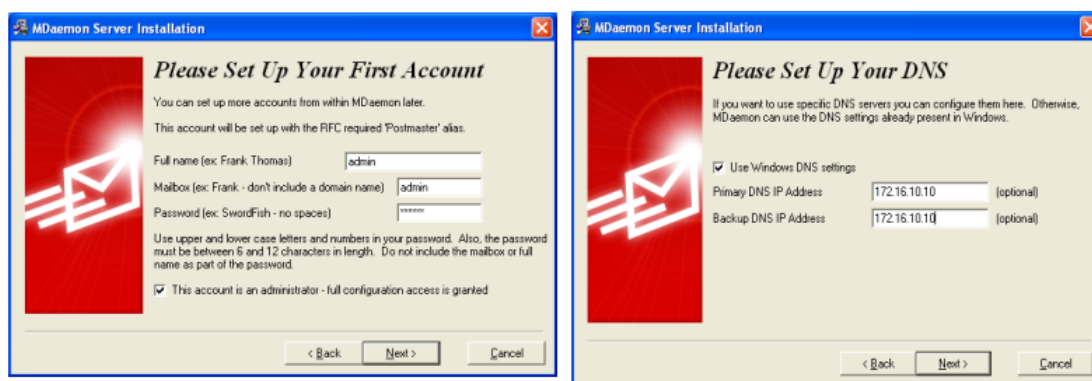 MDaemon Server Installation
Please Set Up Your First Account
You can set up more accounts from within MDaemon later.
This account will be set up with the RFC required 'Postmaster' alias.
Full name (ex: Frank Thomas)
admin
Mailbox (ex: Frank - don't include a domain name)
admin
Password (ex: SwordFish - no spaces)
Use upper and lower case letters and numbers in your password. Also, the password
must be between 6 and 12 characters in length. Do not include the mailbox or full
name as part of the password.
This account is an administrator - full configuration access is granted
< Back
Next >
Cancel
MDaemon Server Installation
Please Set Up Your DNS
If you want to use specific DNS servers you can configure them here. Otherwise,
MDaemon can use the DNS settings already present in Windows.
Use Windows DNS settings
Primary DNS IP Address
172.16.10.10
(optional)
Backup DNS IP Address
172.16.10.10
(optional)
< Back
Next >
Cancel